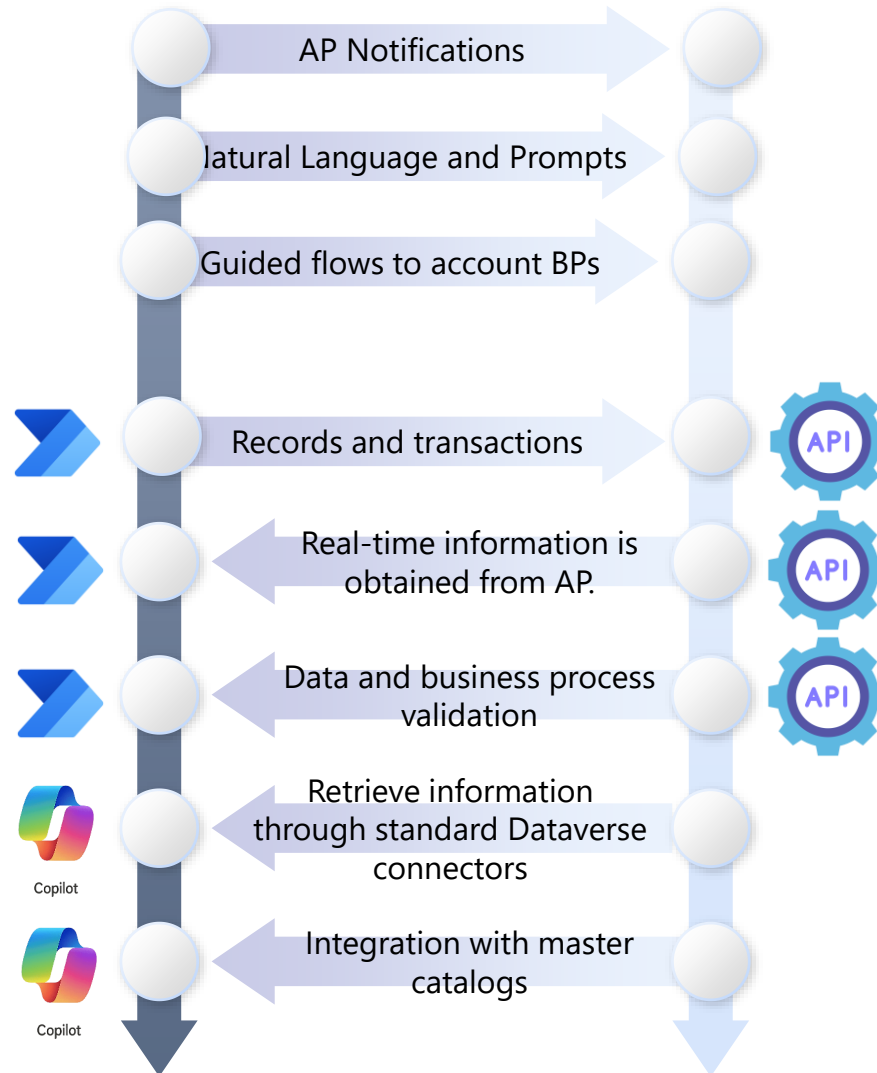 AP Notifications
Natural Language and Prompts
Guided flows to account BPs
Records and transactions
API
Real-time information is
obtained from AP.
API
Data and business process
validation
API
Retrieve information
through standard Dataverse
connectors
Copilot
Integration with master
catalogs
Copilot